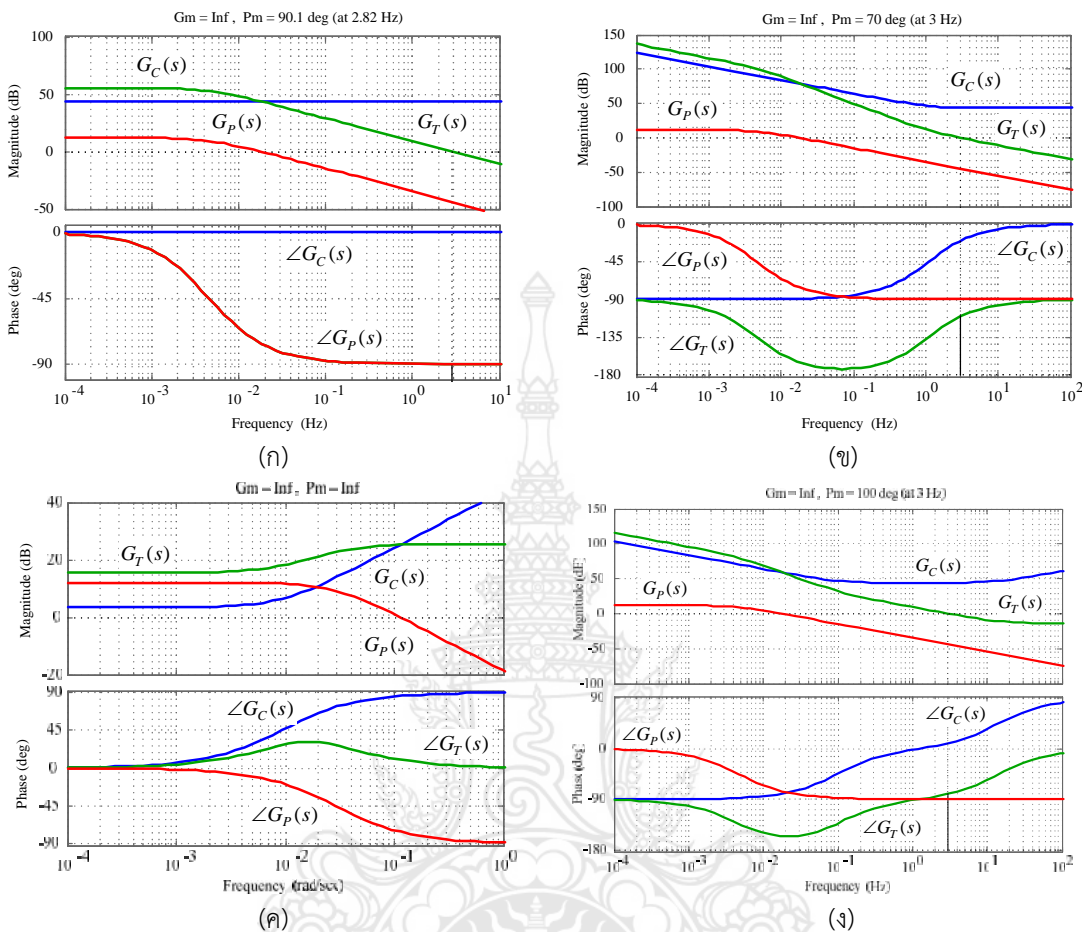 Gm = Inf , Pm = 90.1 deg (at 2.82 Hz)
100
50
0
-50
Magnitude (dB)
G_C(s)
G_P(s)
G_T(s)
0
-45
-90
Phase (deg)
∠G_C(s)
∠G_P(s)
10^-4 10^-3 10^-2 10^-1 10^0 10^1
Frequency (Hz)
(ก)
Gm = Inf , Pm = 70 deg (at 3 Hz)
150
100
50
0
-50
-100
Magnitude (dB)
G_C(s)
G_P(s)
G_T(s)
0
-45
-90
-135
-180
Phase (deg)
∠G_P(s)
∠G_C(s)
∠G_T(s)
10^-4 10^-3 10^-2 10^-1 10^0 10^1 10^2
Frequency (Hz)
(ข)
Gm = Inf , Pm = Inf
40
20
0
-20
Magnitude (dB)
G_T(s)
G_C(s)
G_P(s)
90
45
0
-45
-90
Phase (deg)
∠G_C(s)
∠G_T(s)
∠G_P(s)
10^-4 10^-3 10^-2 10^-1 10^0
Frequency (rad/sec)
(ค)
Gm = Inf , Pm = 100 deg (at 3 Hz)
150
100
50
0
-50
-100
Magnitude (dB)
G_P(s)
G_C(s)
G_T(s)
90
0
-90
-180
Phase (deg)
∠G_P(s)
∠G_C(s)
∠G_T(s)
10^-4 10^-3 10^-2 10^-1 10^0 10^1 10^2
Frequency (Hz)
(ง)